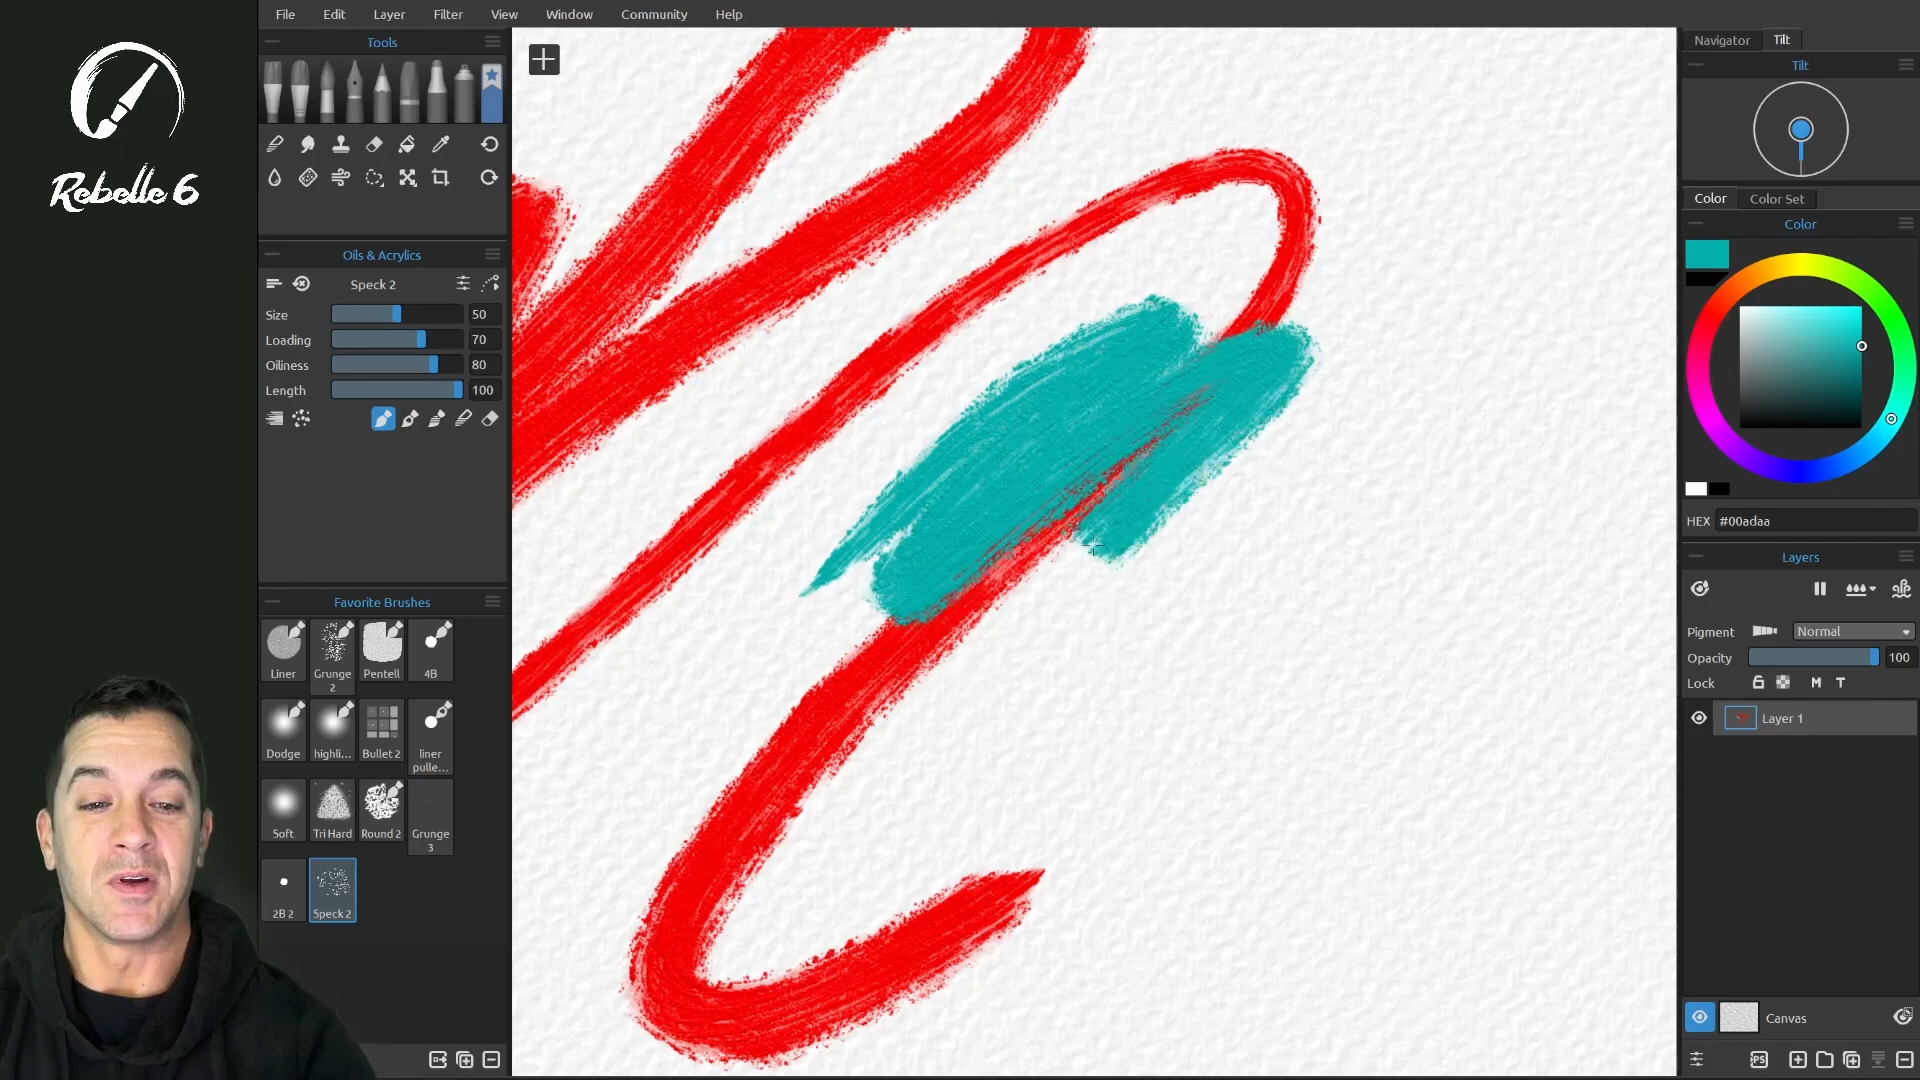 Rebelle 6
File Edit Layer Filter View Window Community Help
Tools
Oils & Acrylics
Speck 2
Size 50
Loading 70
Oiliness 80
Length 100
Favorite Brushes
Liner Grunge 2 Pentell 4B
Dodge highli... Bullet 2 liner pulle...
Soft Tri Hard Round 2 Grunge 3
2B 2 Speck 2
Navigator Tilt
Tilt
Color Color Set
Color
HEX #00adaa
Layers
Pigment Normal
Opacity 100
Lock M T
Layer 1
Canvas
PS